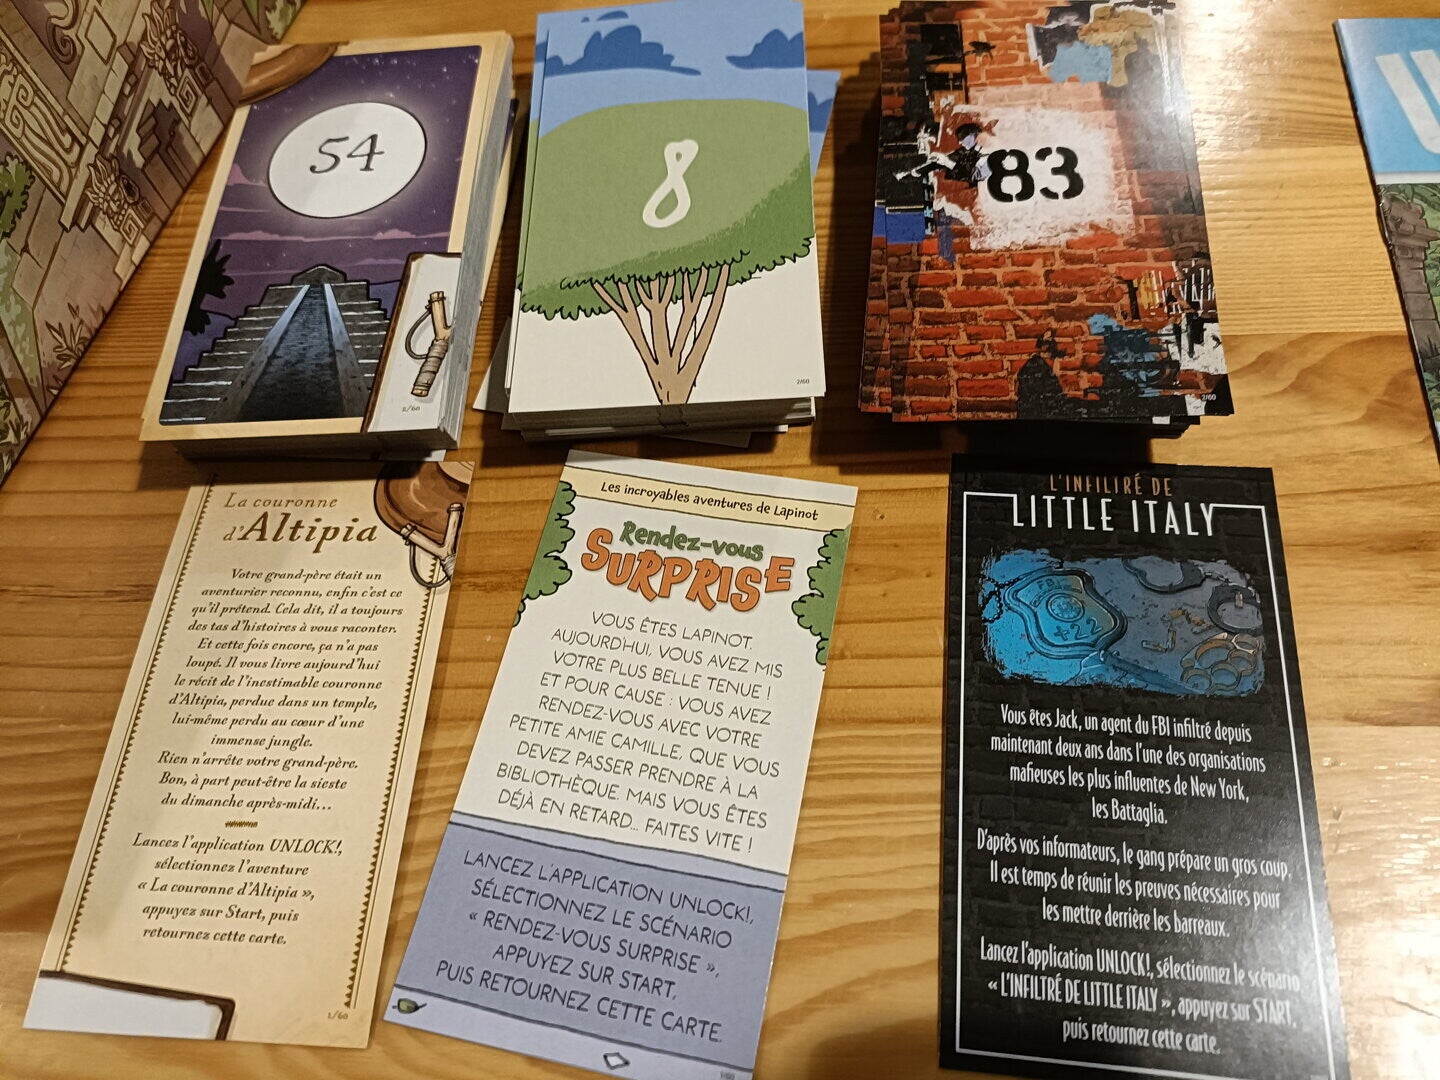 54
2/60
8
2/60
83
2/60
La couronne
d'Altipia
Votre grand-père était un
aventurier reconnu, enfin c'est ce
qu'il prétend. Cela dit, il a toujours
des tas d'histoires à vous raconter.
Et cette fois encore, ça n'a pas
loupé. Il vous livre aujourd'hui
le récit de l'inestimable couronne
d'Altipia, perdue dans un temple,
lui-même perdu au cœur d'une
immense jungle.
Rien n'arrête votre grand-père.
Bon, à part peut-être la sieste
du dimanche après-midi...
Lancez l'application UNLOCK!,
sélectionnez l'aventure
« La couronne d'Altipia »,
appuyez sur Start, puis
retournez cette carte.
1/60
Les incroyables aventures de Lapinot
Rendez-vous
SURPRISE
VOUS ÊTES LAPINOT.
AUJOURD'HUI, VOUS AVEZ MIS
VOTRE PLUS BELLE TENUE !
ET POUR CAUSE : VOUS AVEZ
RENDEZ-VOUS AVEC VOTRE
PETITE AMIE CAMILLE, QUE VOUS
DEVEZ PASSER PRENDRE À LA
BIBLIOTHÈQUE. MAIS VOUS ÊTES
DÉJÀ EN RETARD... FAITES VITE !
LANCEZ L'APPLICATION UNLOCK!,
SÉLECTIONNEZ LE SCÉNARIO
« RENDEZ-VOUS SURPRISE »,
APPUYEZ SUR START,
PUIS RETOURNEZ CETTE CARTE.
1/60
L'INFILTRÉ DE
LITTLE ITALY
FBI
Vous êtes Jack, un agent du FBI infiltré depuis
maintenant deux ans dans l'une des organisations
mafieuses les plus influentes de New York,
les Battaglia.
D'après vos informateurs, le gang prépare un gros coup.
Il est temps de réunir les preuves nécessaires pour
les mettre derrière les barreaux.
Lancez l'application UNLOCK!, sélectionnez le scénario
« L'INFILTRÉ DE LITTLE ITALY », appuyez sur START,
puis retournez cette carte.